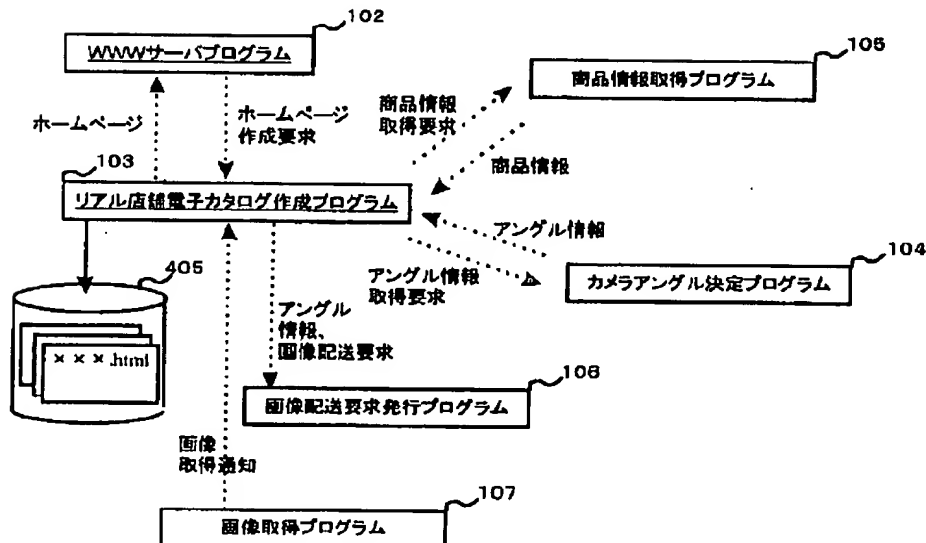 102
WWWサーバプログラム
105
商品情報取得プログラム
ホームページ
ホームページ
作成要求
商品情報
取得要求
商品情報
103
リアル店舗電子カタログ作成プログラム
アングル情報
104
カメラアングル決定プログラム
アングル情報
取得要求
405
×××.html
アングル
情報、
画像配送要求
106
画像配送要求発行プログラム
画像
取得通知
107
画像取得プログラム